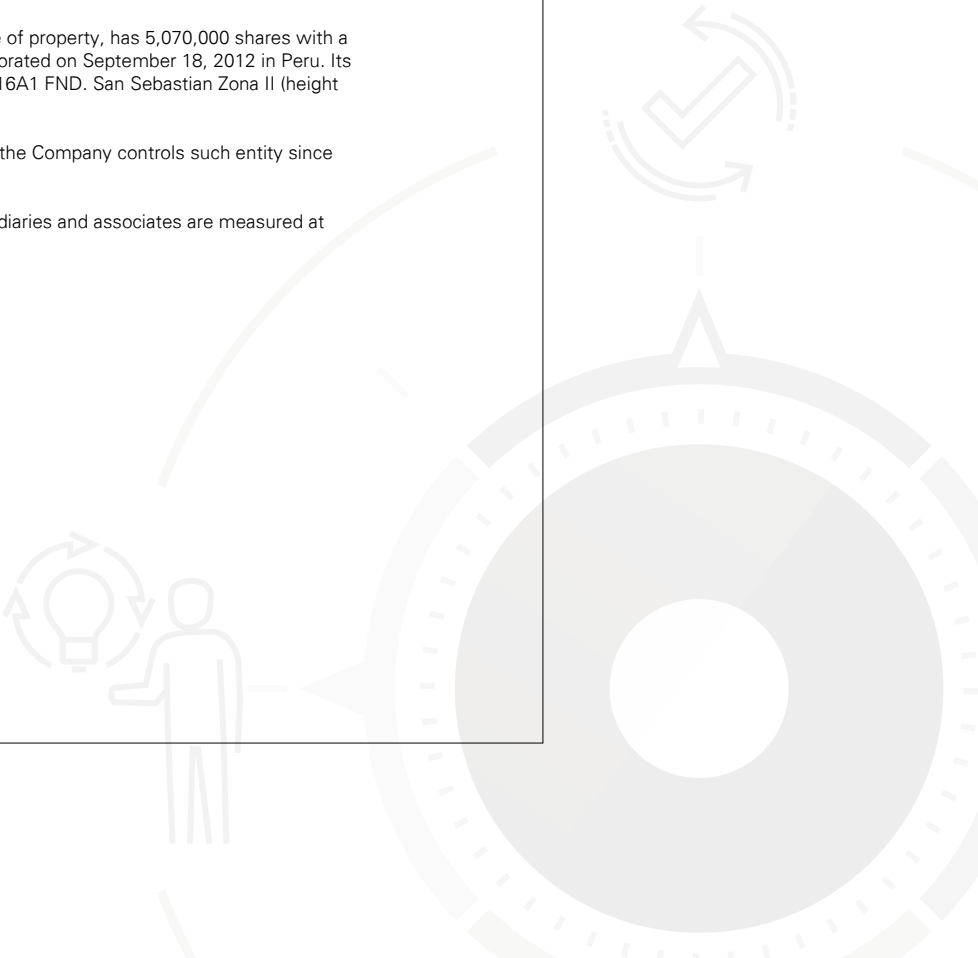 of property, has 5,070,000 shares with a
orated on September 18, 2012 in Peru. Its
16A1 FND. San Sebastian Zona II (height
the Company controls such entity since
diaries and associates are measured at